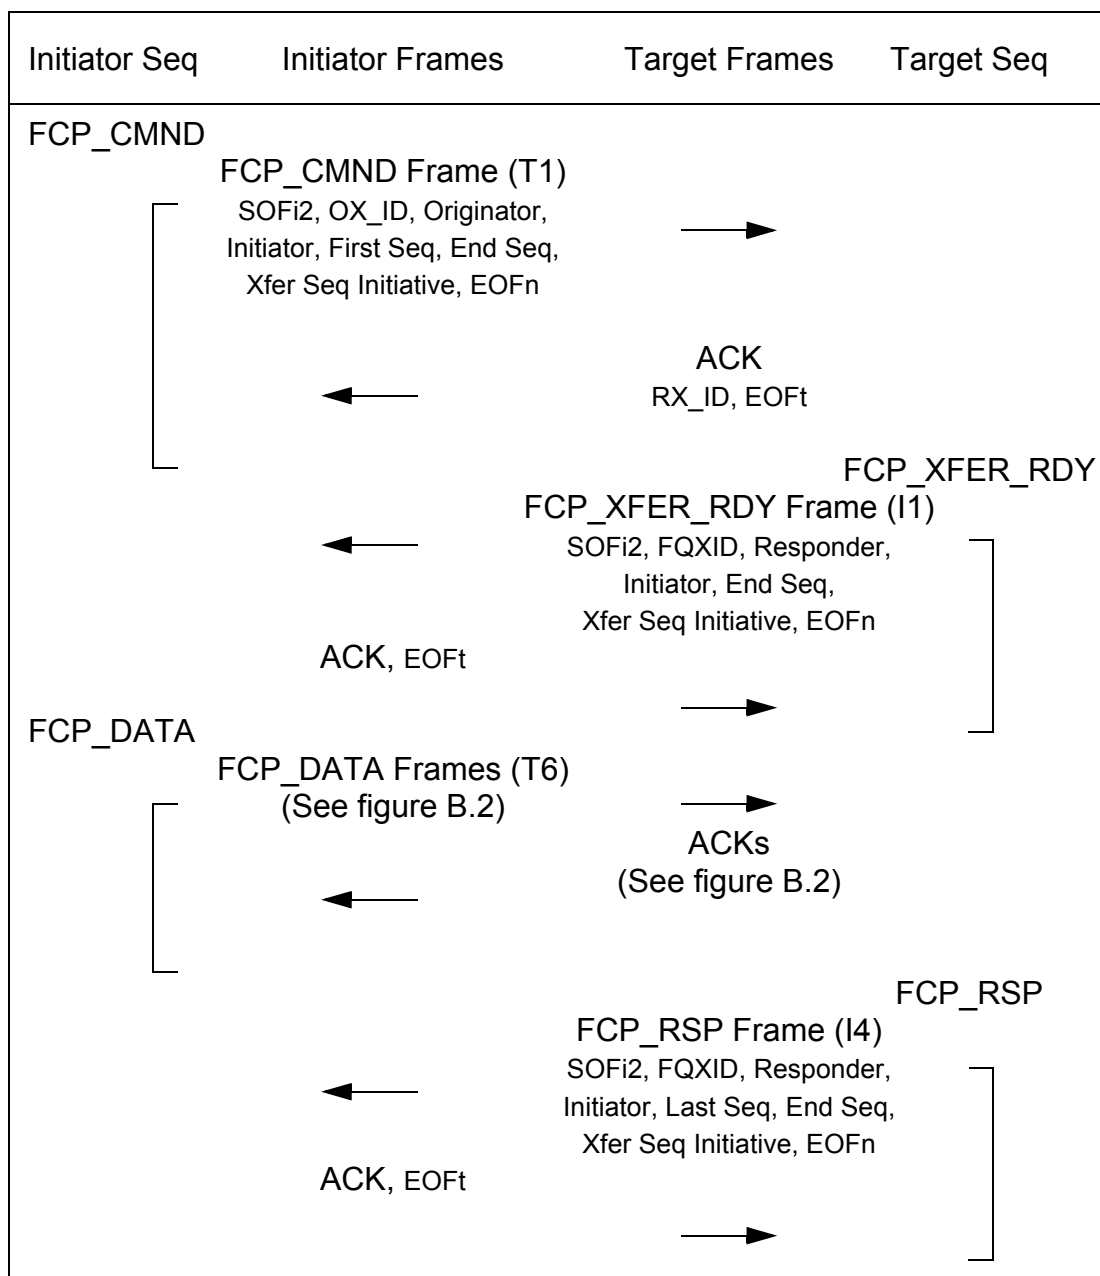 Initiator Seq Initiator Frames Target Frames Target Seq
FCP_CMND
FCP_CMND Frame (T1)
SOFi2, OX_ID, Originator,
Initiator, First Seq, End Seq,
Xfer Seq Initiative, EOFn
ACK
RX_ID, EOFt
FCP_XFER_RDY
FCP_XFER_RDY Frame (I1)
SOFi2, FQXID, Responder,
Initiator, End Seq,
Xfer Seq Initiative, EOFn
ACK, EOFt
FCP_DATA
FCP_DATA Frames (T6)
(See figure B.2)
ACKs
(See figure B.2)
FCP_RSP
FCP_RSP Frame (I4)
SOFi2, FQXID, Responder,
Initiator, Last Seq, End Seq,
Xfer Seq Initiative, EOFn
ACK, EOFt